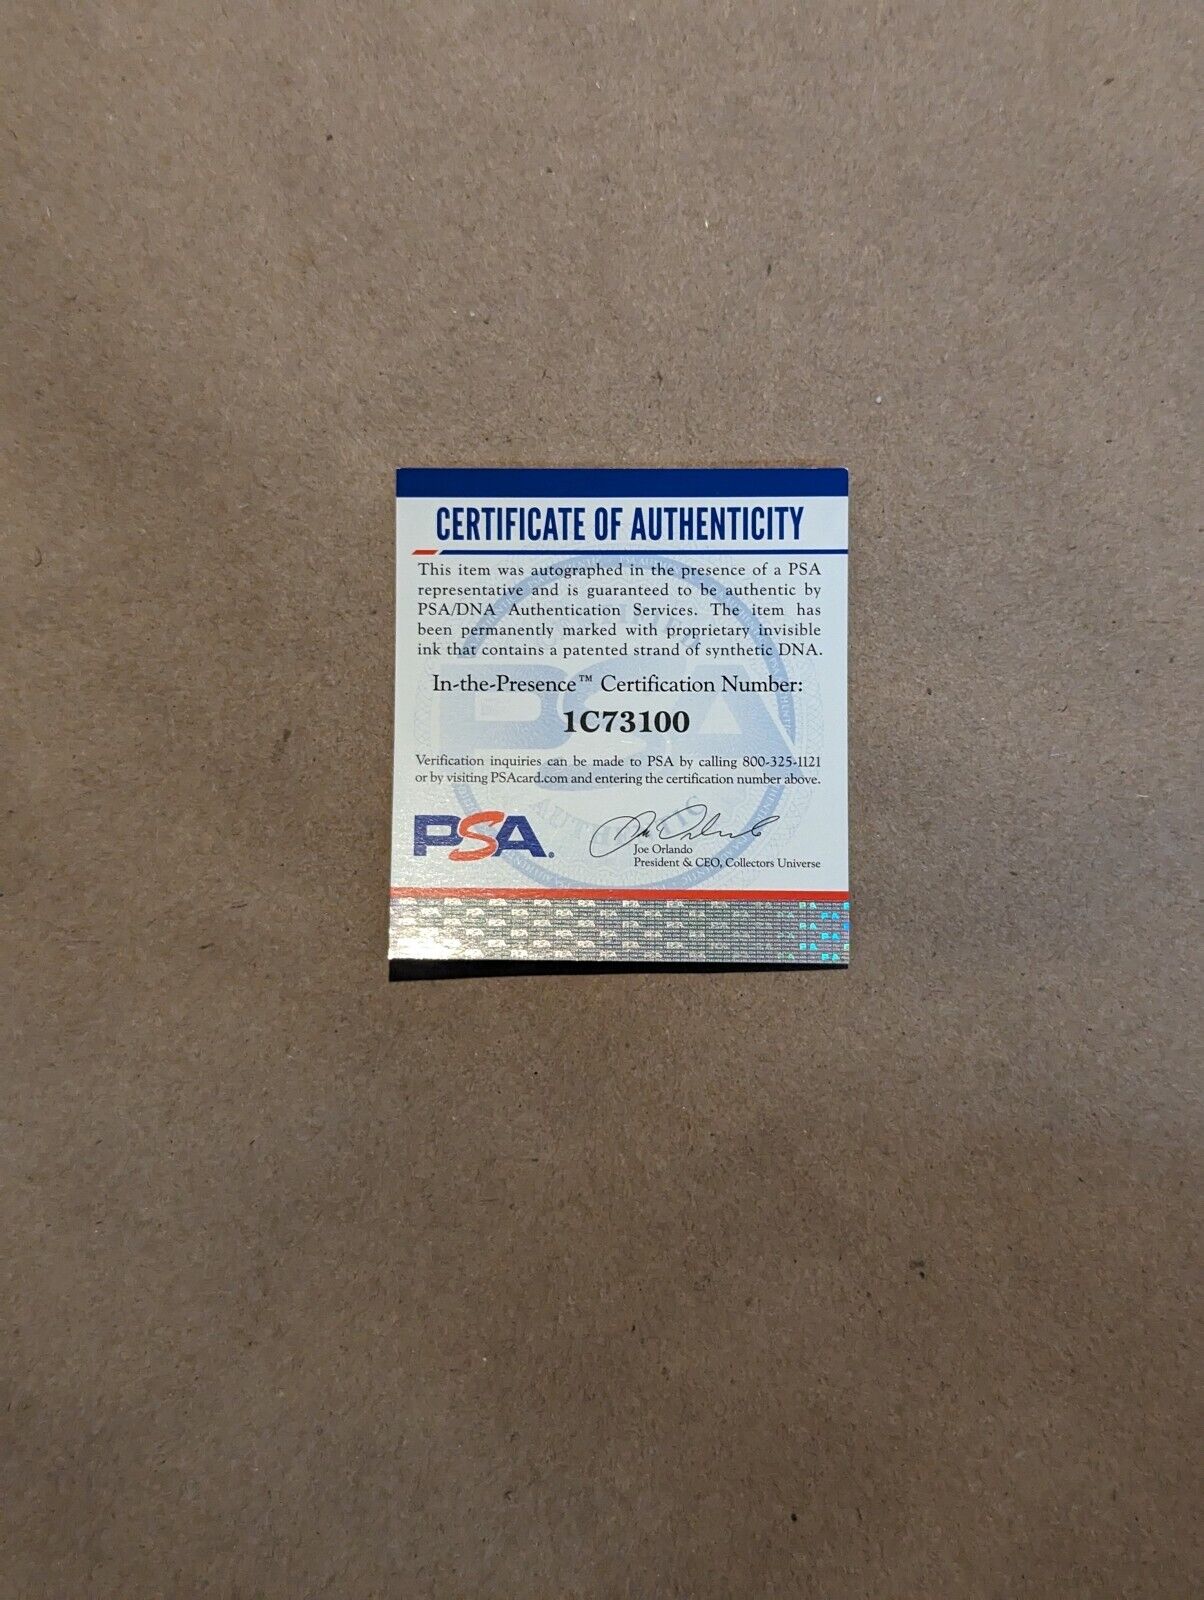 CERTIFICATE OF AUTHENTICITY
This item was autographed in the presence of a PSA
representative and is guaranteed to be authentic by
PSA/DNA Authentication Services. The item has
been permanently marked with proprietary invisible
ink that contains a patented strand of synthetic DNA.
In-the-Presence™ Certification Number:
1C73100
Verification inquiries can be made to PSA by calling 800-325-1121
or by visiting PSAcard.com and entering the certification number above.
PSA.
Joe Orlando
President & CEO, Collectors Universe